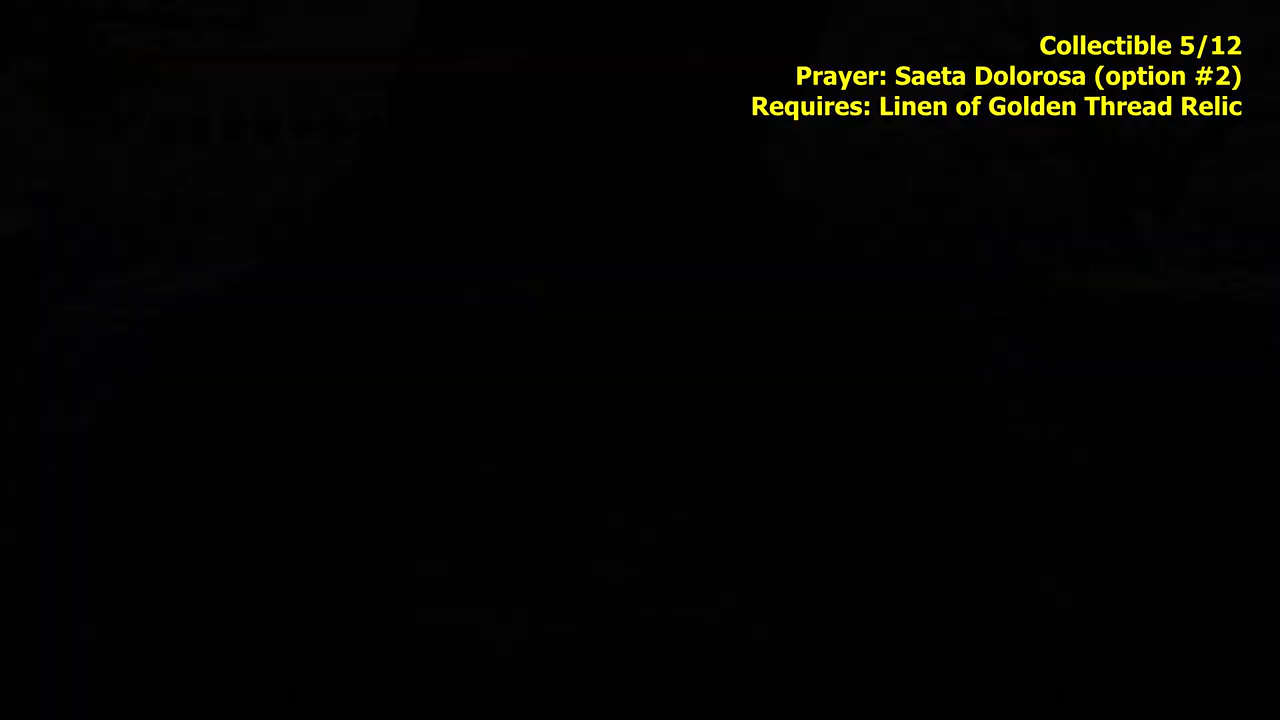 Collectible 5/12
Prayer: Saeta Dolorosa (option #2)
Requires: Linen of Golden Thread Relic